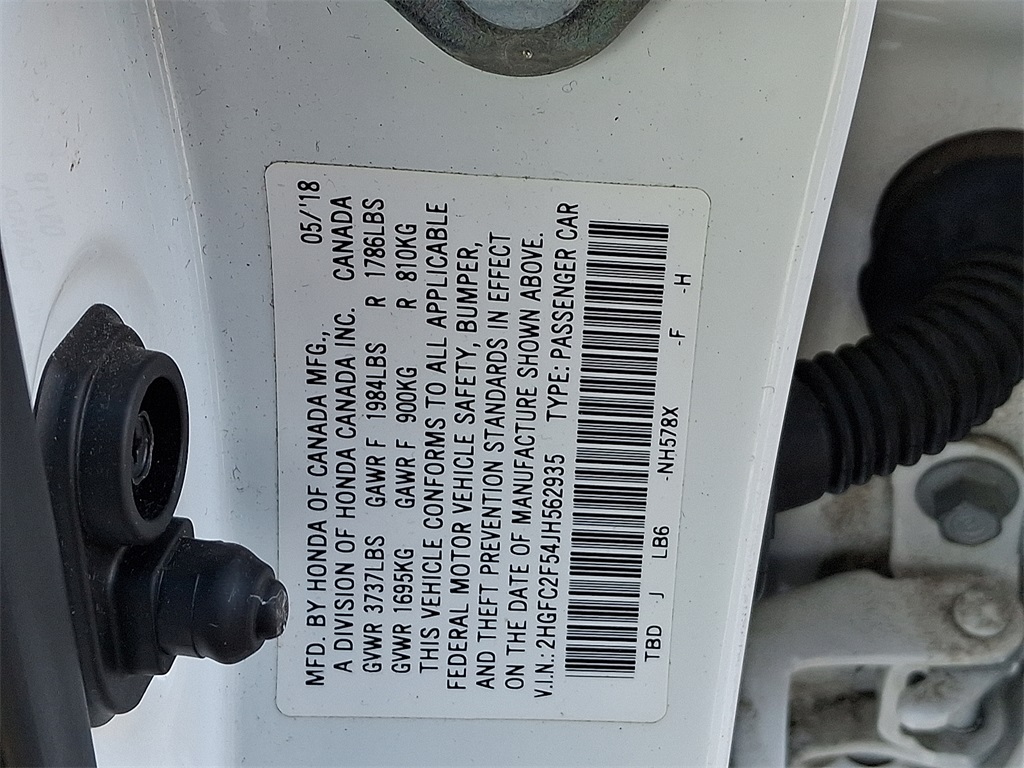 MFD. BY HONDA OF CANADA MFG., 05/'18
A DIVISION OF HONDA CANADA INC. CANADA
GVWR 3737LBS GAWR F 1984LBS R 1786LBS
GVWR 1695KG GAWR F 900KG R 810KG
THIS VEHICLE CONFORMS TO ALL APPLICABLE
FEDERAL MOTOR VEHICLE SAFETY, BUMPER,
AND THEFT PREVENTION STANDARDS IN EFFECT
ON THE DATE OF MANUFACTURE SHOWN ABOVE.
V.I.N.:2HGFC2F54JH562935 TYPE: PASSENGER CAR
TBD J LB6 -NH578X -F -H